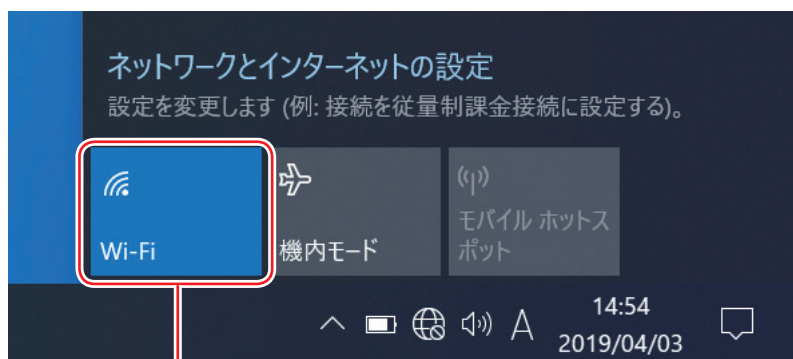 ネットワークとインターネットの設定
設定を変更します (例: 接続を従量制課金接続に設定する)。
Wi-Fi
機内モード
モバイル ホットス
ポット
A
14:54
2019/04/03